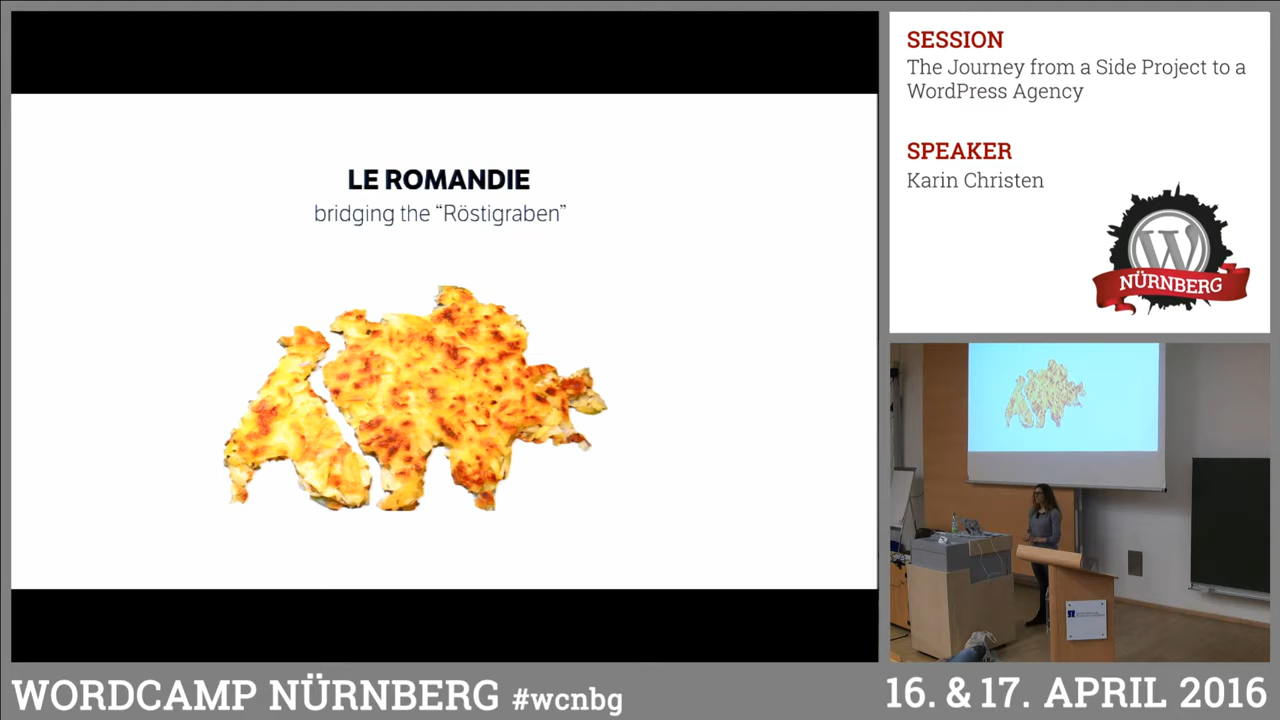 LE ROMANDIE
bridging the “Röstigraben”
SESSION
The Journey from a Side Project to a
WordPress Agency
SPEAKER
Karin Christen
W
NÜRNBERG
WORDCAMP NÜRNBERG #wcnbg
16. & 17. APRIL 2016